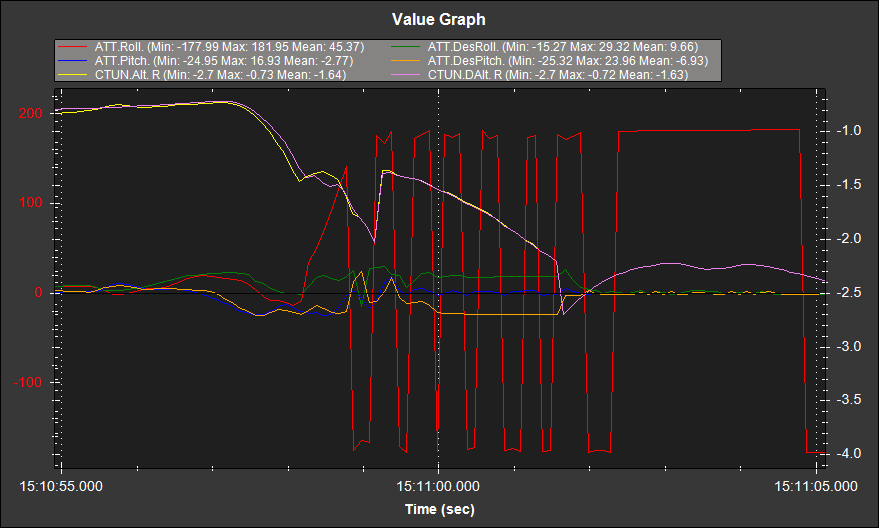 Value Graph
ATT.Roll. (Min: -177.99 Max: 181.95 Mean: 45.37) ATT.DesRoll. (Min: -15.27 Max: 29.32 Mean: 9.66)
ATT.Pitch. (Min: -24.95 Max: 16.93 Mean: -2.77) ATT.DesPitch. (Min: -25.32 Max: 23.96 Mean: -6.93)
CTUN.Alt. R (Min: -2.7 Max: -0.73 Mean: -1.64) CTUN.DAlt. R (Min: -2.7 Max: -0.72 Mean: -1.63)
200
-1.0
-1.5
100
-2.0
0
-2.5
-3.0
-100
-3.5
-4.0
15:10:55.000 15:11:00.000 15:11:05.000
Time (sec)